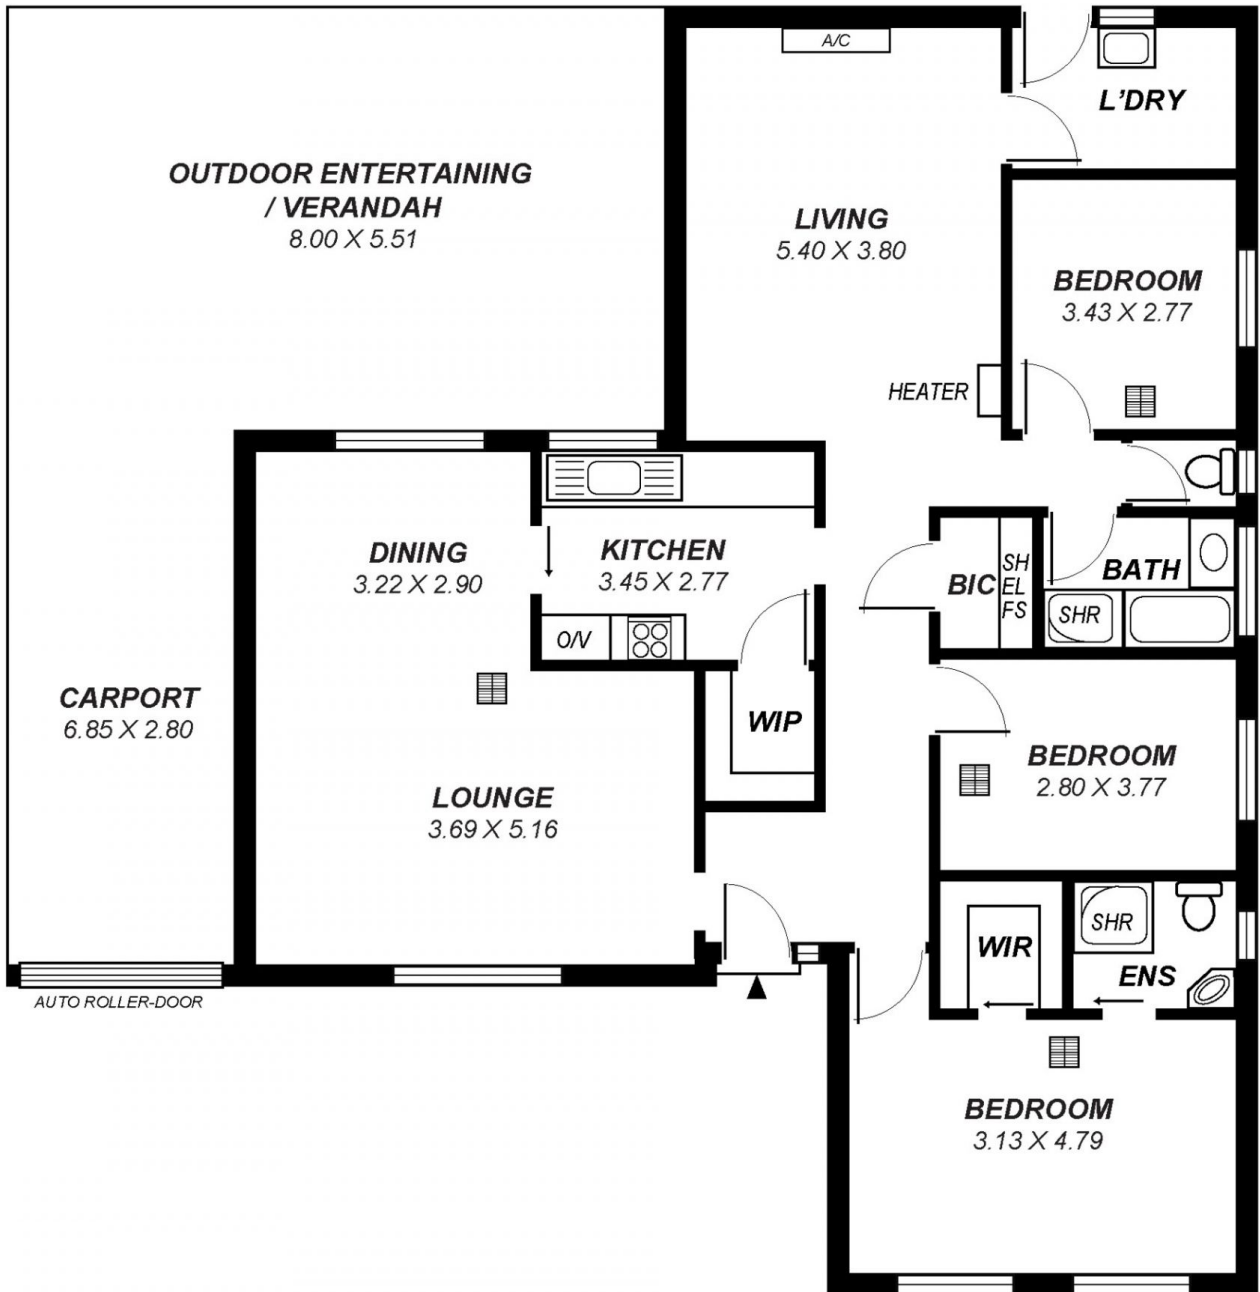 A/C
L'DRY
OUTDOOR ENTERTAINING
/ VERANDAH
8.00 X 5.51
LIVING
5.40 X 3.80
BEDROOM
3.43 X 2.77
HEATER
DINING
3.22 X 2.90
KITCHEN
3.45 X 2.77
BIC
SH
EL
FS
BATH
SHR
O/V
CARPORT
6.85 X 2.80
WIP
BEDROOM
2.80 X 3.77
LOUNGE
3.69 X 5.16
SHR
WIR
ENS
AUTO ROLLER-DOOR
BEDROOM
3.13 X 4.79